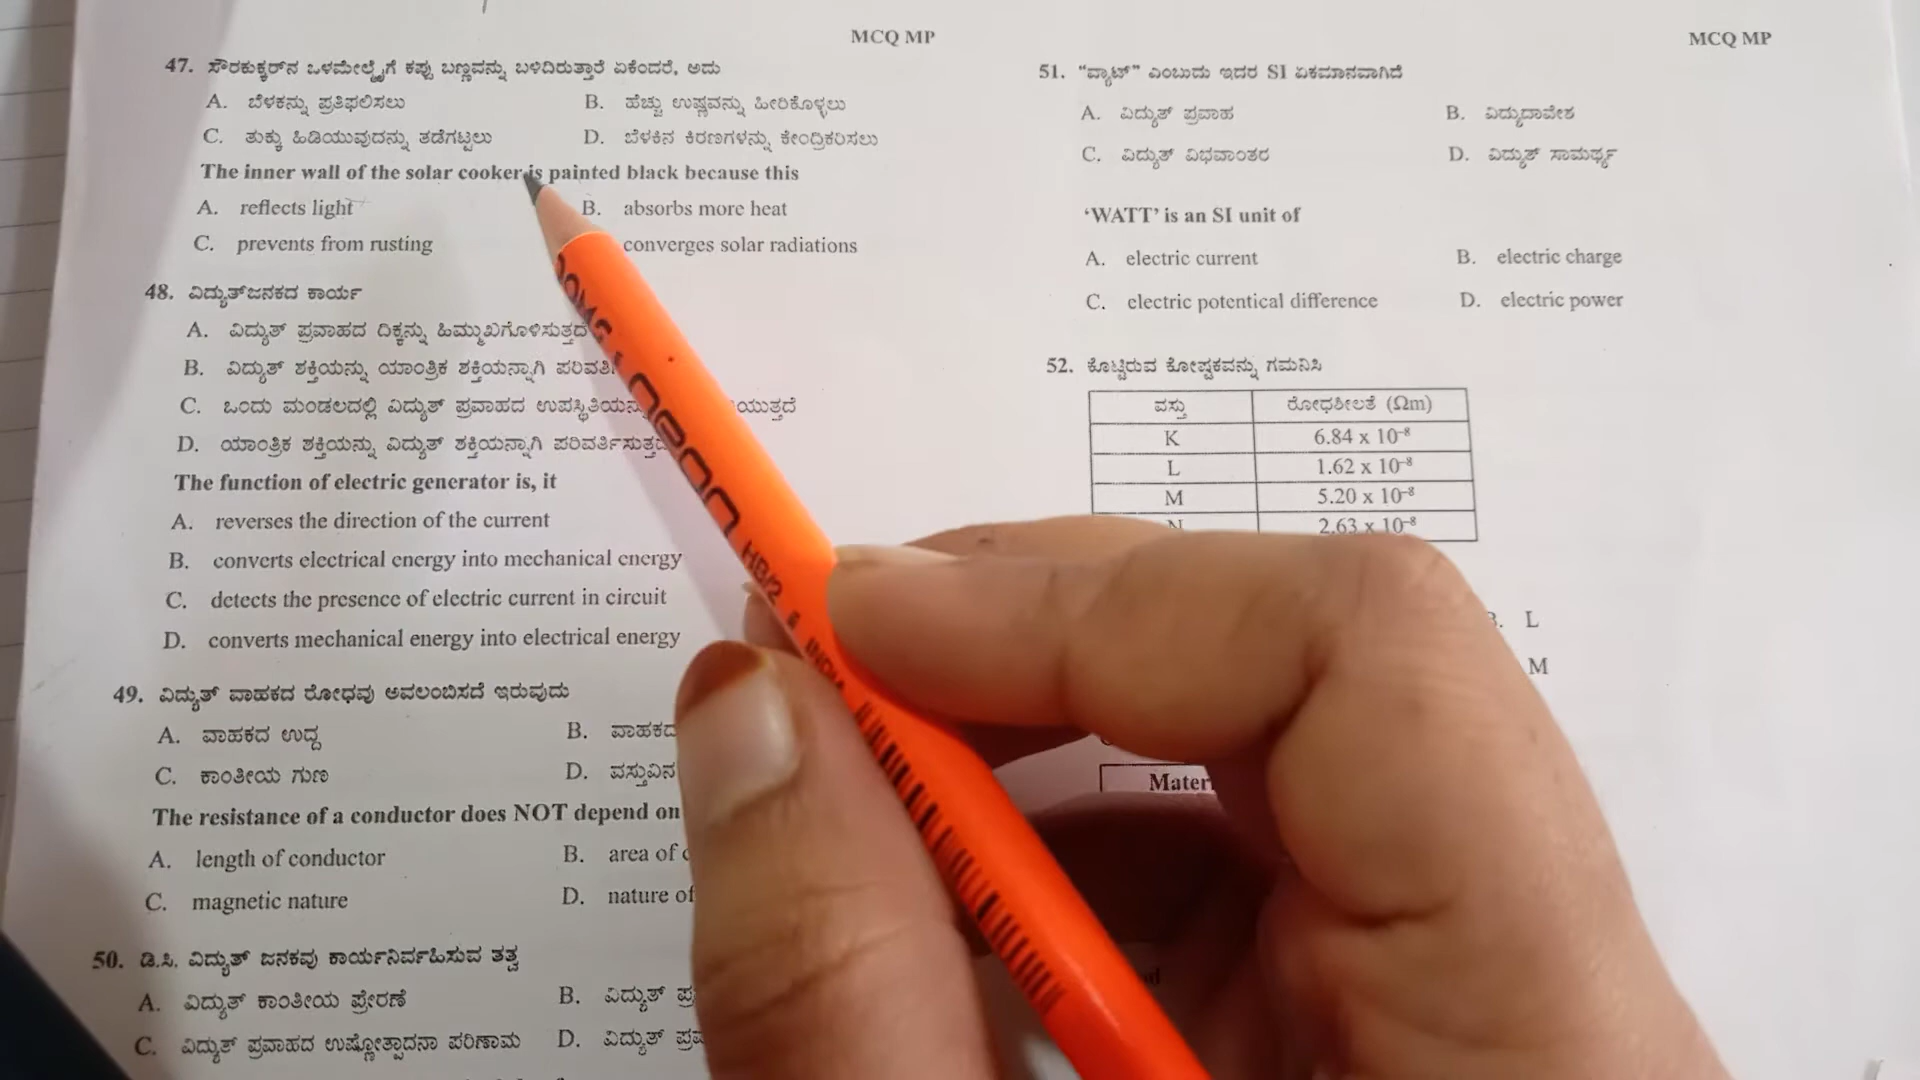 MCQ MP
47. ಸೌರಕುಕ್ಕರ್‌ನ ಒಳಮೇಲ್ಮೈಗೆ ಕಪ್ಪು ಬಣ್ಣವನ್ನು ಬಳಿದಿರುತ್ತಾರೆ ಏಕೆಂದರೆ, ಅದು
A. ಬೆಳಕನ್ನು ಪ್ರತಿಫಲಿಸಲು B. ಹೆಚ್ಚು ಉಷ್ಣವನ್ನು ಹೀರಿಕೊಳ್ಳಲು
C. ತುಕ್ಕು ಹಿಡಿಯುವುದನ್ನು ತಡೆಗಟ್ಟಲು D. ಬೆಳಕಿನ ಕಿರಣಗಳನ್ನು ಕೇಂದ್ರಿಕರಿಸಲು
The inner wall of the solar cooker is painted black because this
A. reflects light B. absorbs more heat
C. prevents from rusting converges solar radiations
48. ವಿದ್ಯುತ್‌ಜನಕದ ಕಾರ್ಯ
A. ವಿದ್ಯುತ್ ಪ್ರವಾಹದ ದಿಕ್ಕನ್ನು ಹಿಮ್ಮುಖಗೊಳಿಸುತ್ತದೆ
B. ವಿದ್ಯುತ್ ಶಕ್ತಿಯನ್ನು ಯಾಂತ್ರಿಕ ಶಕ್ತಿಯನ್ನಾಗಿ
C. ಒಂದು ಮಂಡಲದಲ್ಲಿ ವಿದ್ಯುತ್ ಪ್ರವಾಹದ
D. ಯಾಂತ್ರಿಕ ಶಕ್ತಿಯನ್ನು ವಿದ್ಯುತ್ ಶಕ್ತಿಯನ್ನಾಗಿ ಪರಿವರ್ತಿಸುತ್ತದೆ
The function of electric generator is, it
A. reverses the direction of the current
B. converts electrical energy into mechanical energy
C. detects the presence of electric current in circuit
D. converts mechanical energy into electrical energy
49. ವಿದ್ಯುತ್ ವಾಹಕದ ರೋಧವು ಅವಲಂಬಿಸದೆ ಇರುವುದು
A. ವಾಹಕದ ಉದ್ದ B. ವಾಹಕದ
C. ಕಾಂತೀಯ ಗುಣ D. ವಸ್ತುವಿನ
The resistance of a conductor does NOT depend on
A. length of conductor B. area of
C. magnetic nature D. nature of
50. ಡಿ.ಸಿ. ವಿದ್ಯುತ್ ಜನಕವು ಕಾರ್ಯನಿರ್ವಹಿಸುವ ತತ್ವ
A. ವಿದ್ಯುತ್ ಕಾಂತೀಯ ಪ್ರೇರಣೆ B. ವಿದ್ಯುತ್
C. ವಿದ್ಯುತ್ ಪ್ರವಾಹದ ಉಷ್ಣೋತ್ಪಾದನಾ ಪರಿಣಾಮ D. ವಿದ್ಯುತ್
MCQ MP
51. “ವ್ಯಾಟ್” ಎಂಬುದು ಇದರ SI ಏಕಮಾನವಾಗಿದೆ
A. ವಿದ್ಯುತ್ ಪ್ರವಾಹ B. ವಿದ್ಯುದಾವೇಶ
C. ವಿದ್ಯುತ್ ವಿಭವಾಂತರ D. ವಿದ್ಯುತ್ ಸಾಮರ್ಥ್ಯ
‘WATT’ is an SI unit of
A. electric current B. electric charge
C. electric potentical difference D. electric power
52. ಕೊಟ್ಟಿರುವ ಕೋಷ್ಟಕವನ್ನು ಗಮನಿಸಿ
ವಸ್ತು ರೋಧಶೀಲತೆ (Ωm)
K 6.84 x 10⁻⁸
L 1.62 x 10⁻⁸
M 5.20 x 10⁻⁸
N 2.63 x 10⁻⁸
L
M
neon HB/2 INDIA